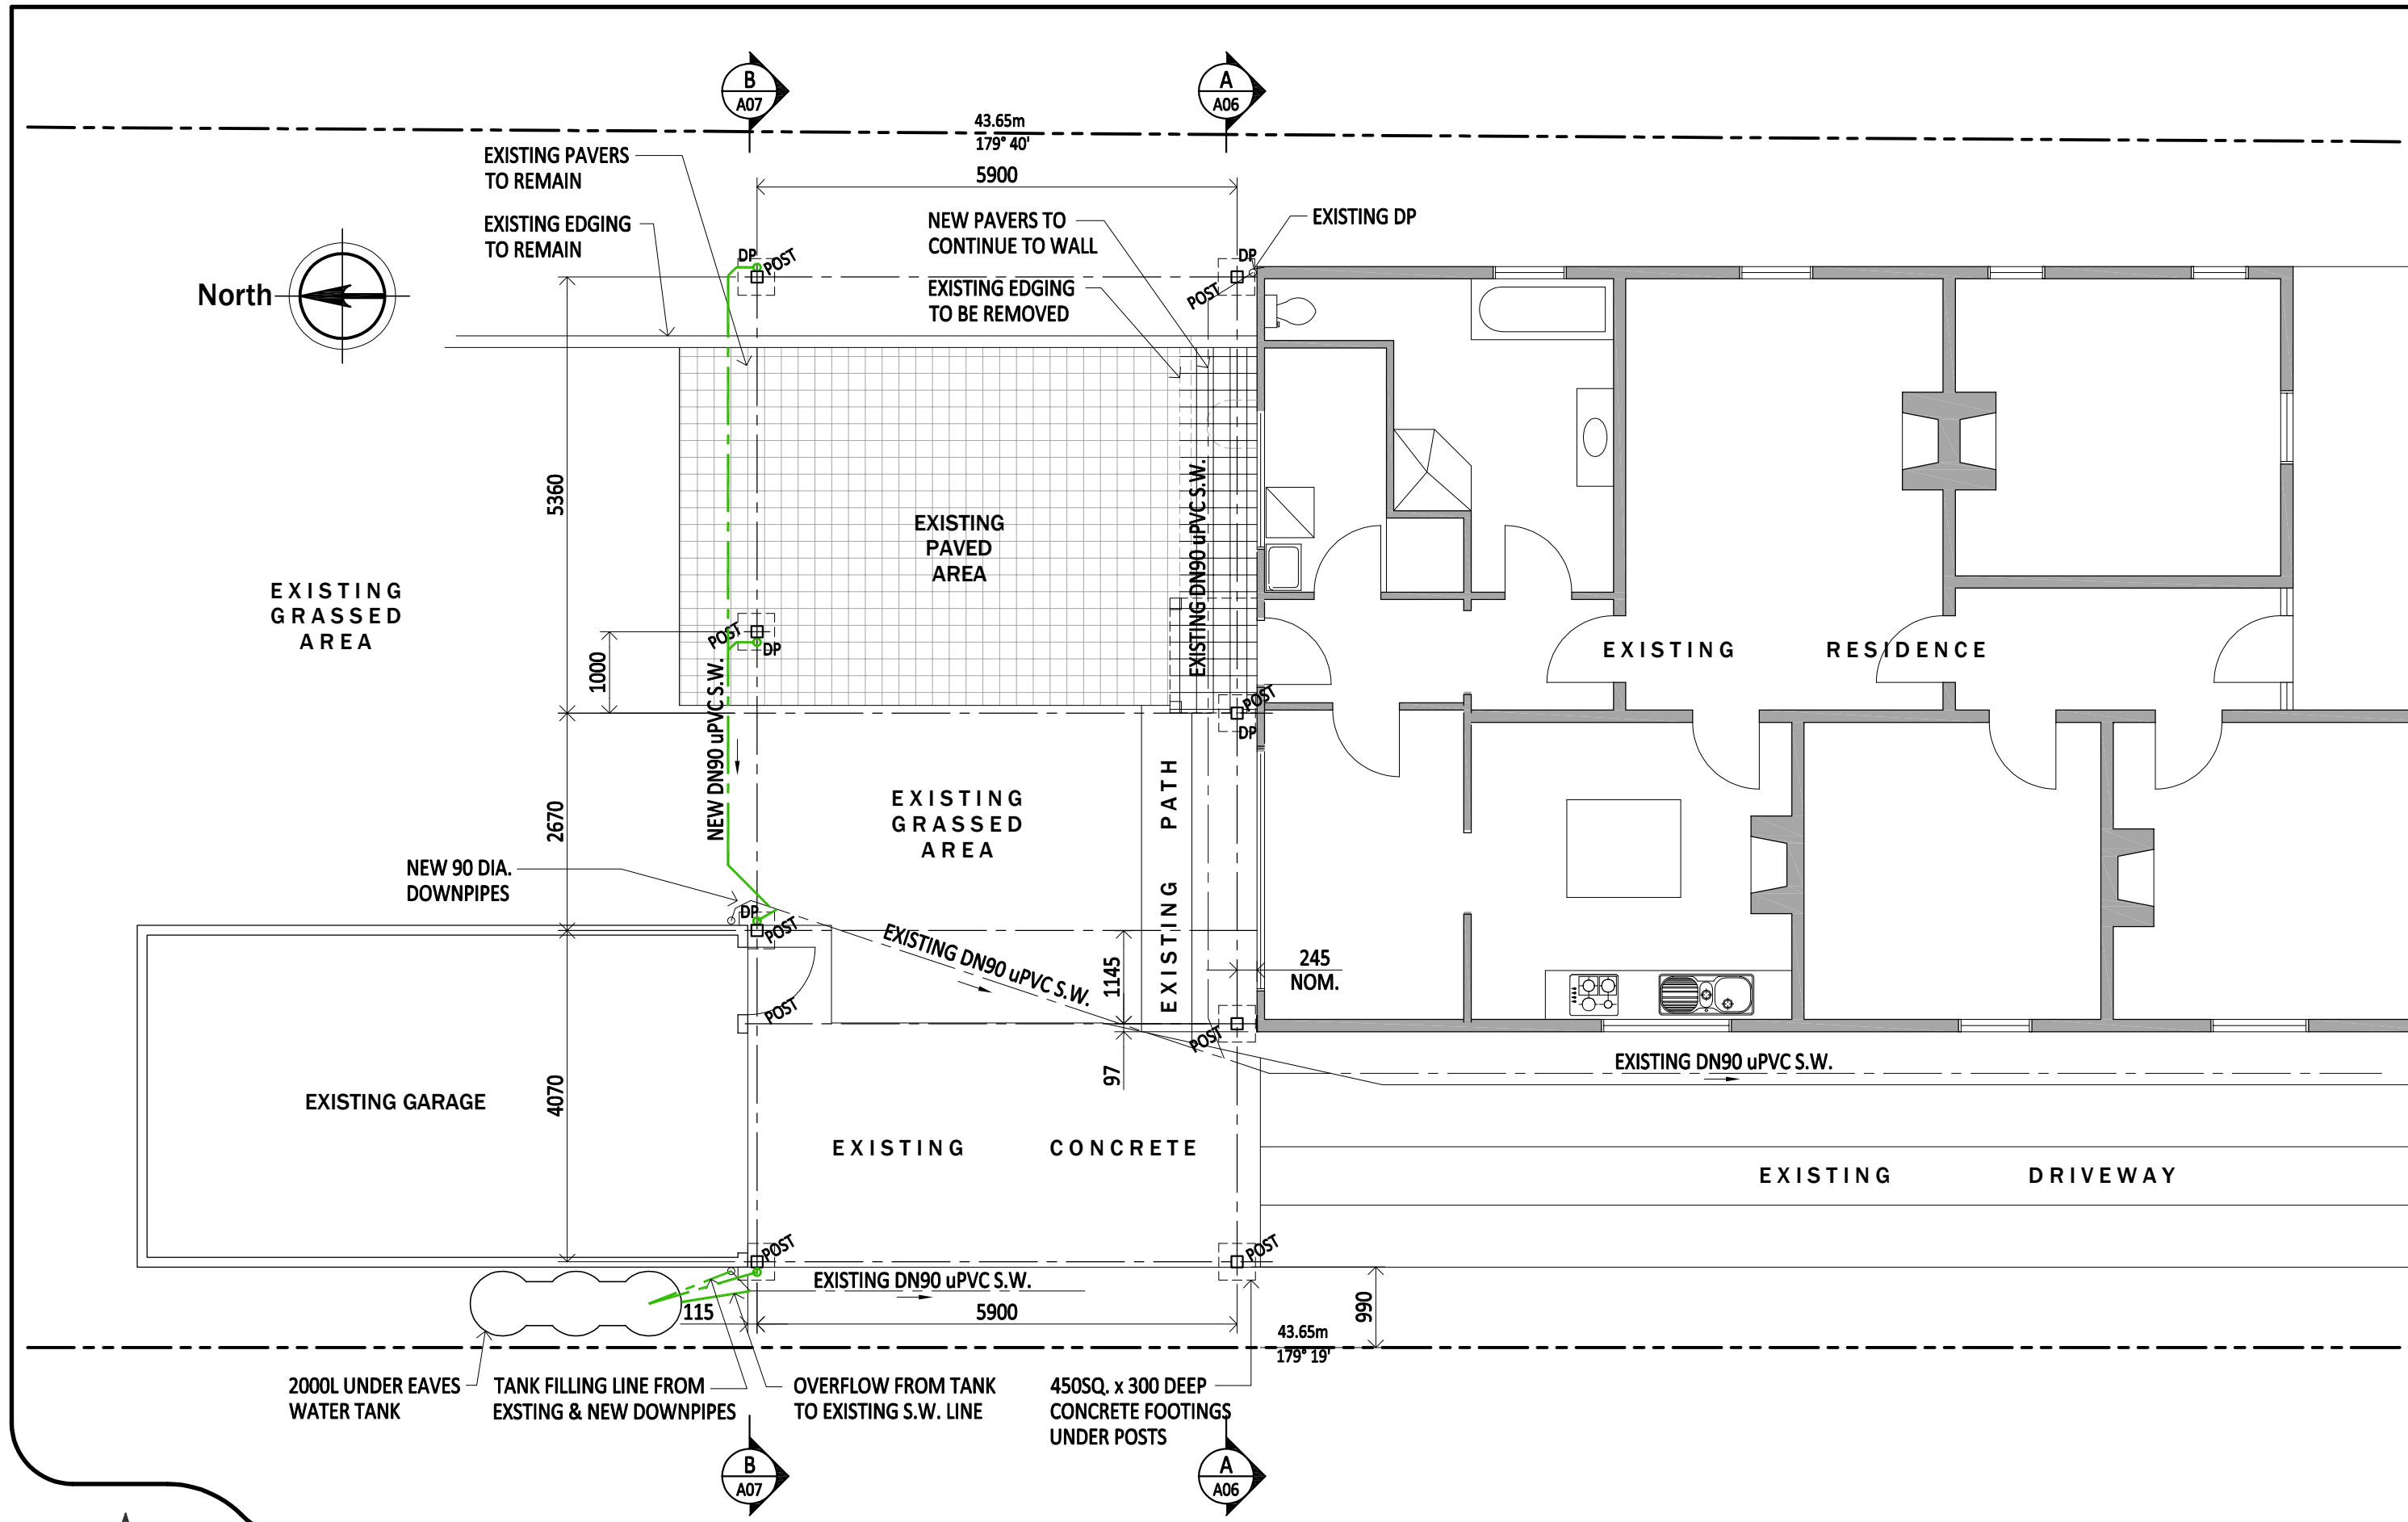 B
A07
A
A06
43.65m
179° 40'
5900
EXISTING PAVERS
TO REMAIN
EXISTING EDGING
TO REMAIN
NEW PAVERS TO
CONTINUE TO WALL
EXISTING DP
EXISTING EDGING
TO BE REMOVED
North
DP
POST
DP
POST
5360
EXISTING
PAVED
AREA
EXISTING DN90 uPVC S.W.
EXISTING
GRASSED
AREA
POST
DP
1000
NEW DN90 uPVC S.W.
POST
DP
EXISTING RESIDENCE
2670
EXISTING
GRASSED
AREA
EXISTING PATH
NEW 90 DIA.
DOWNPIPES
DP
POST
EXISTING DN90 uPVC S.W.
1145
245
NOM.
POST
POST
97
EXISTING DN90 uPVC S.W.
EXISTING GARAGE
4070
EXISTING CONCRETE
EXISTING DRIVEWAY
POST
POST
EXISTING DN90 uPVC S.W.
115
5900
990
43.65m
179° 19'
2000L UNDER EAVES
WATER TANK
TANK FILLING LINE FROM
EXSTING & NEW DOWNPIPES
OVERFLOW FROM TANK
TO EXISTING S.W. LINE
450SQ. x 300 DEEP
CONCRETE FOOTINGS
UNDER POSTS
B
A07
A
A06